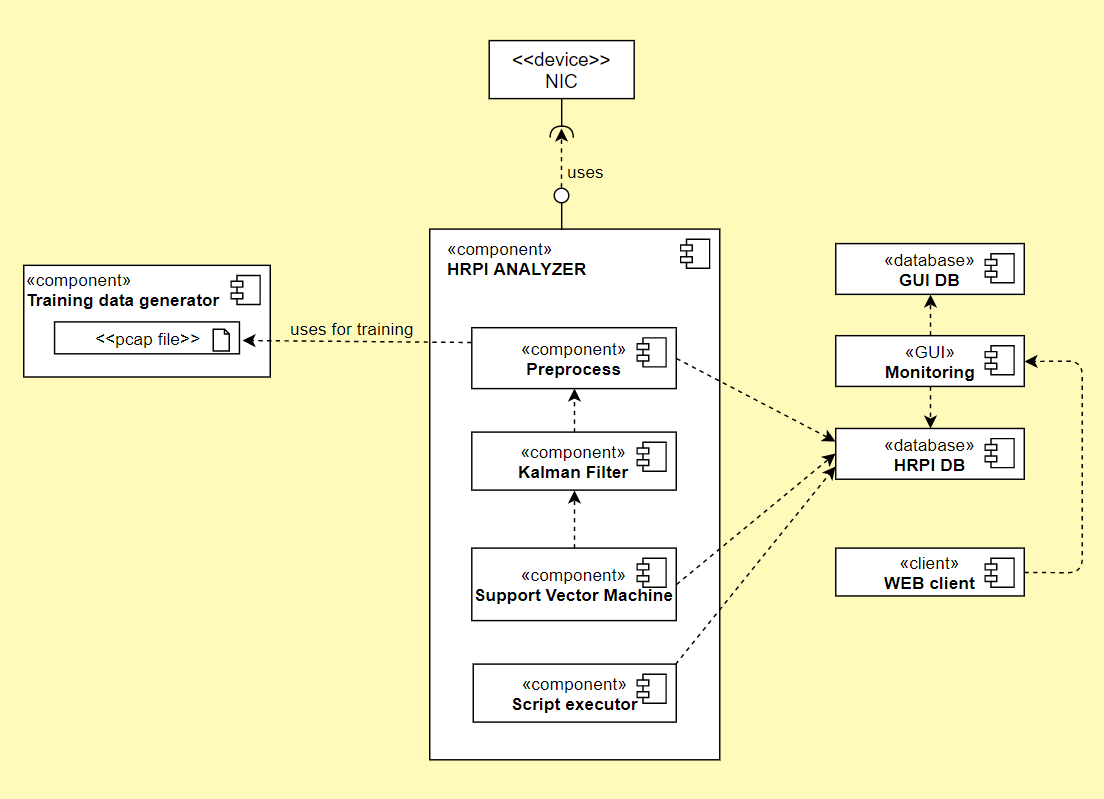 <<device>>
NIC
uses
«component»
HRPI ANALYZER
«component»
Training data generator
<<pcap file>>
uses for training
«component»
Preprocess
«component»
Kalman Filter
«component»
Support Vector Machine
«component»
Script executor
«database»
GUI DB
«GUI»
Monitoring
«database»
HRPI DB
«client»
WEB client